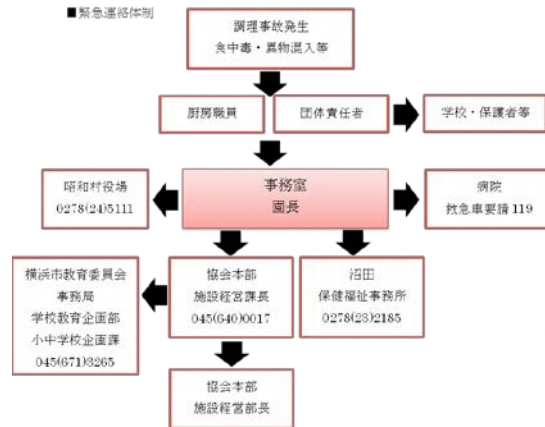 ■緊急連絡体制
調理事故発生
食中毒・異物混入等
厨房職員
団体責任者
学校・保護者等
昭和村役場
0278(24)5111
事務室
園長
病院
救急車要請119
横浜市教育委員会
事務局
学校教育企画部
小中学校企画課
045(671)3265
協会本部
施設経営課長
045(640)0017
沼田
保健福祉事務所
0278(23)2185
協会本部
施設経営部長